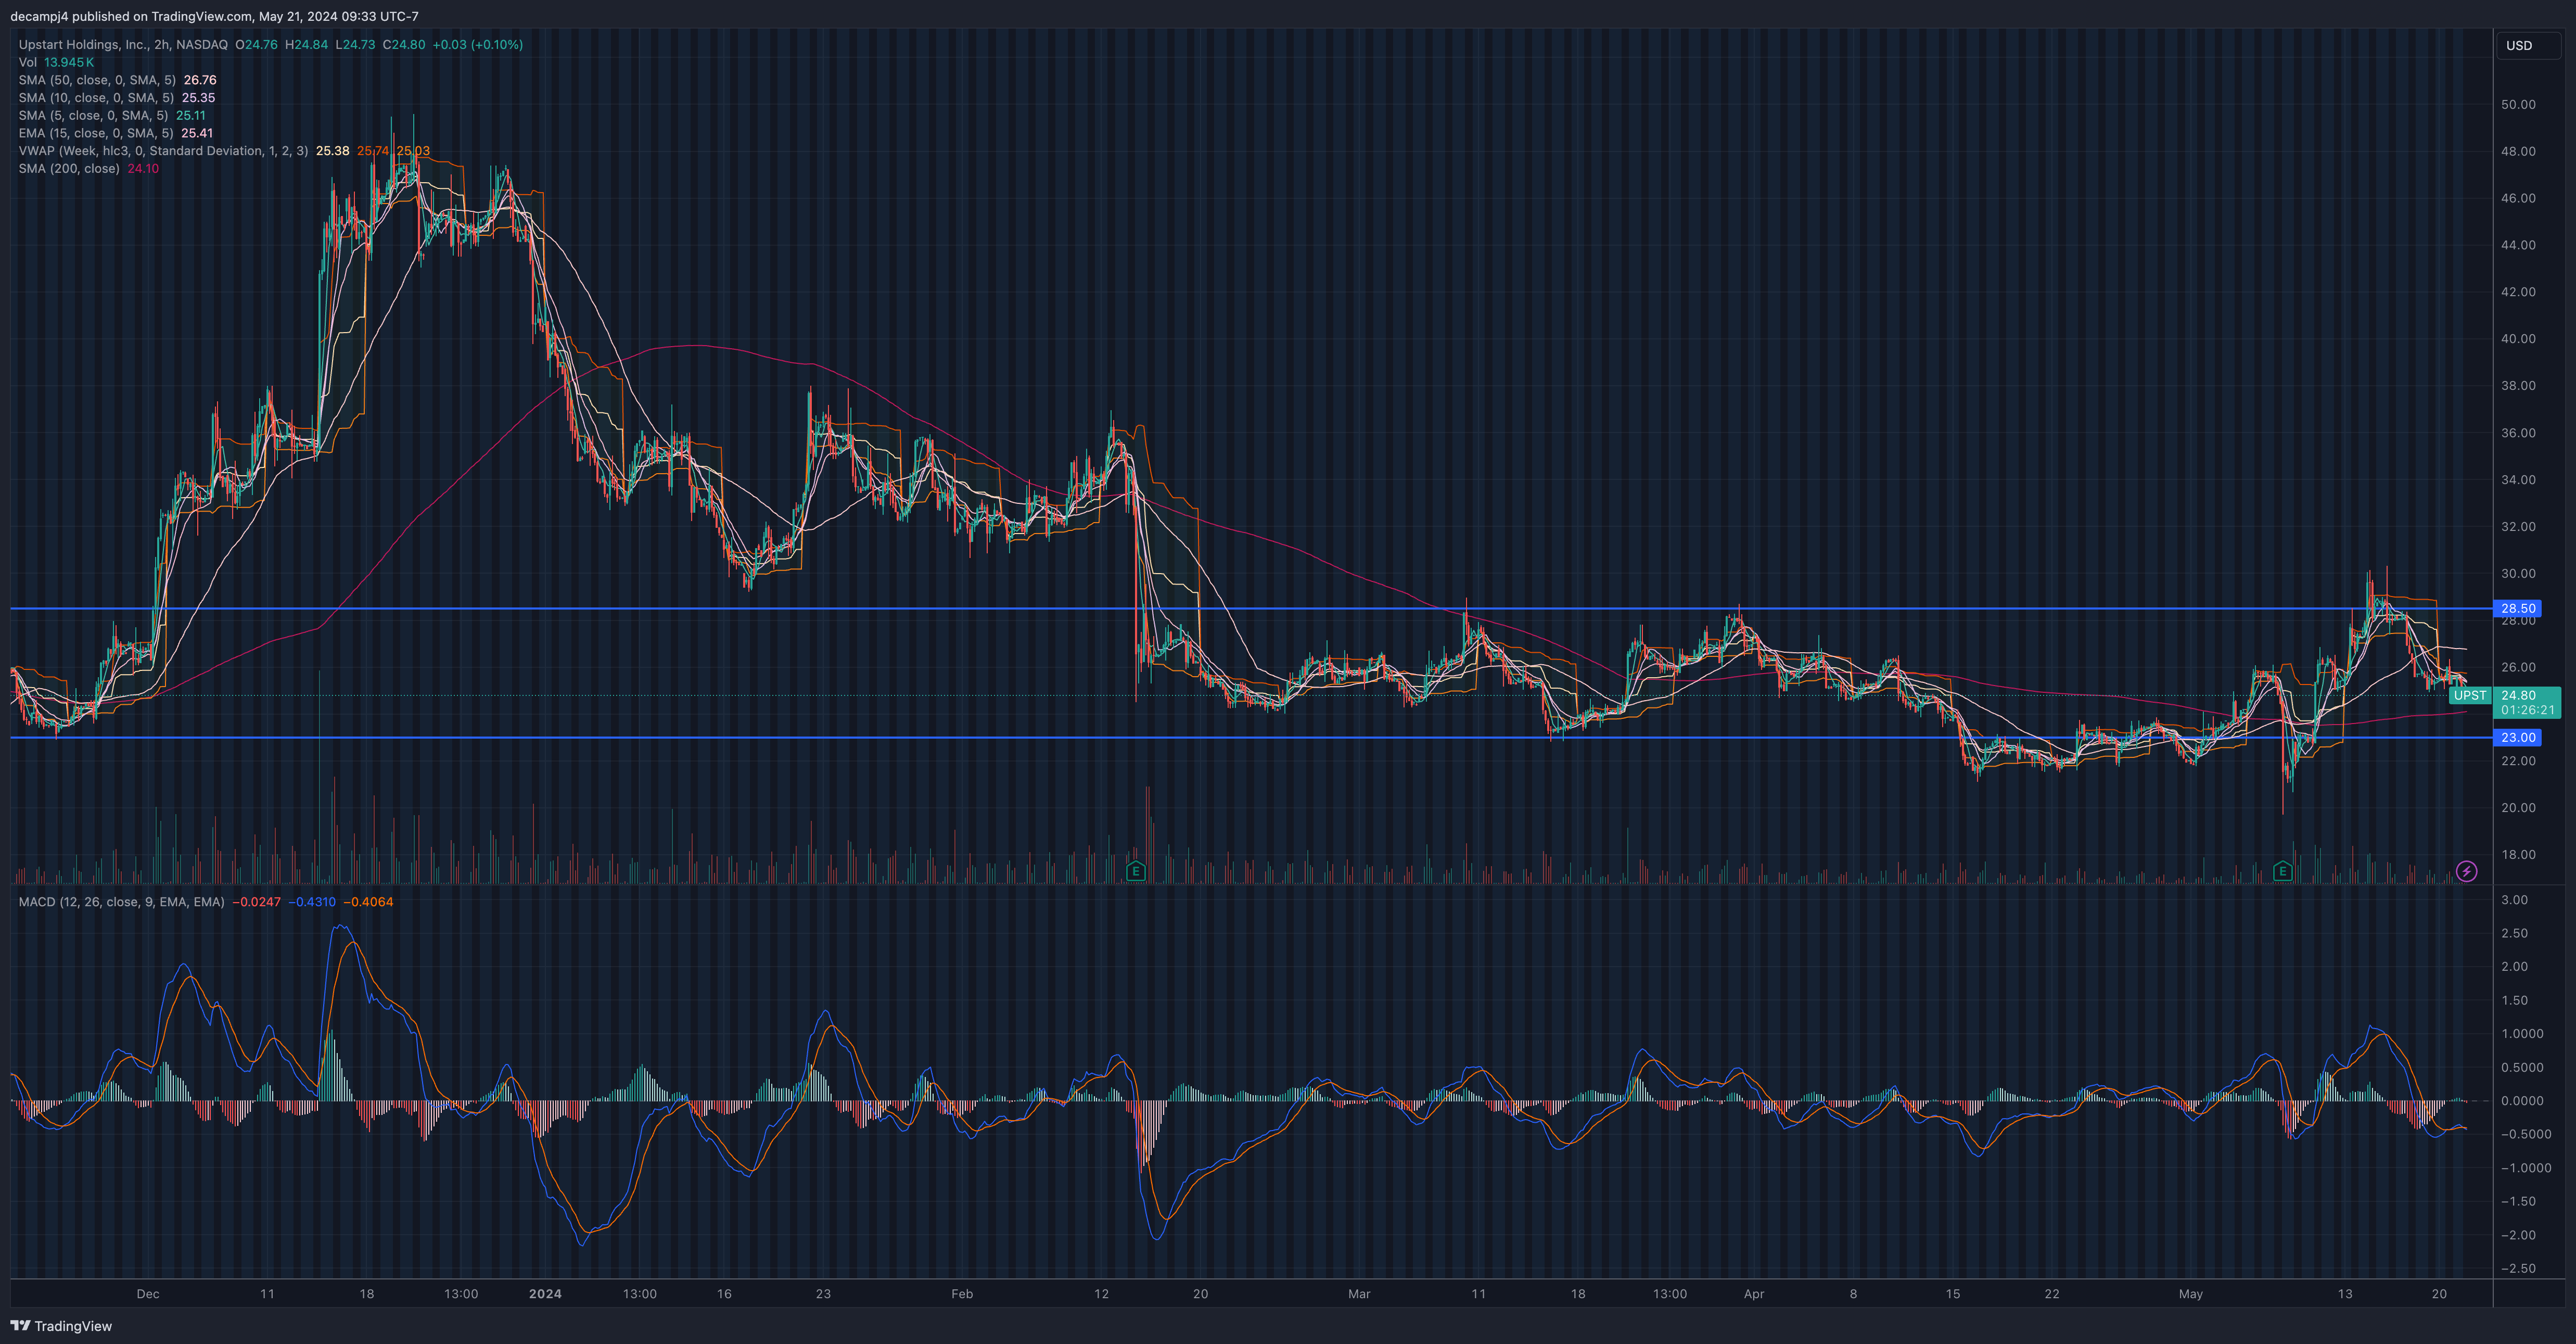 decampj4 published on TradingView.com, May 21, 2024 09:33 UTC-7
Upstart Holdings, Inc., 2h, NASDAQ O24.76 H24.84 L24.73 C24.80 +0.03 (+0.10%)
USD
Vol 13.945 K
SMA (50, close, 0, SMA, 5) 26.76
SMA (10, close, 0, SMA, 5) 25.35
SMA (5, close, 0, SMA, 5) 25.11
EMA (15, close, 0, SMA, 5) 25.41
VWAP (Week, hlc3, 0, Standard Deviation, 1, 2, 3) 25.38 25.74 25.03
SMA (200, close) 24.10
50.00
48.00
46.00
44.00
42.00
40.00
38.00
36.00
34.00
32.00
30.00
28.50
28.00
26.00
UPST 24.80
01:26:21
23.00
22.00
20.00
18.00
E E
MACD (12, 26, close, 9, EMA, EMA) −0.0247 −0.4310 −0.4064
3.00
2.50
2.00
1.50
1.0000
0.5000
0.0000
−0.5000
−1.0000
−1.50
−2.00
−2.50
Dec 11 18 13:00 2024 13:00 16 23 Feb 12 20 Mar 11 18 13:00 Apr 8 15 22 May 13 20
TradingView